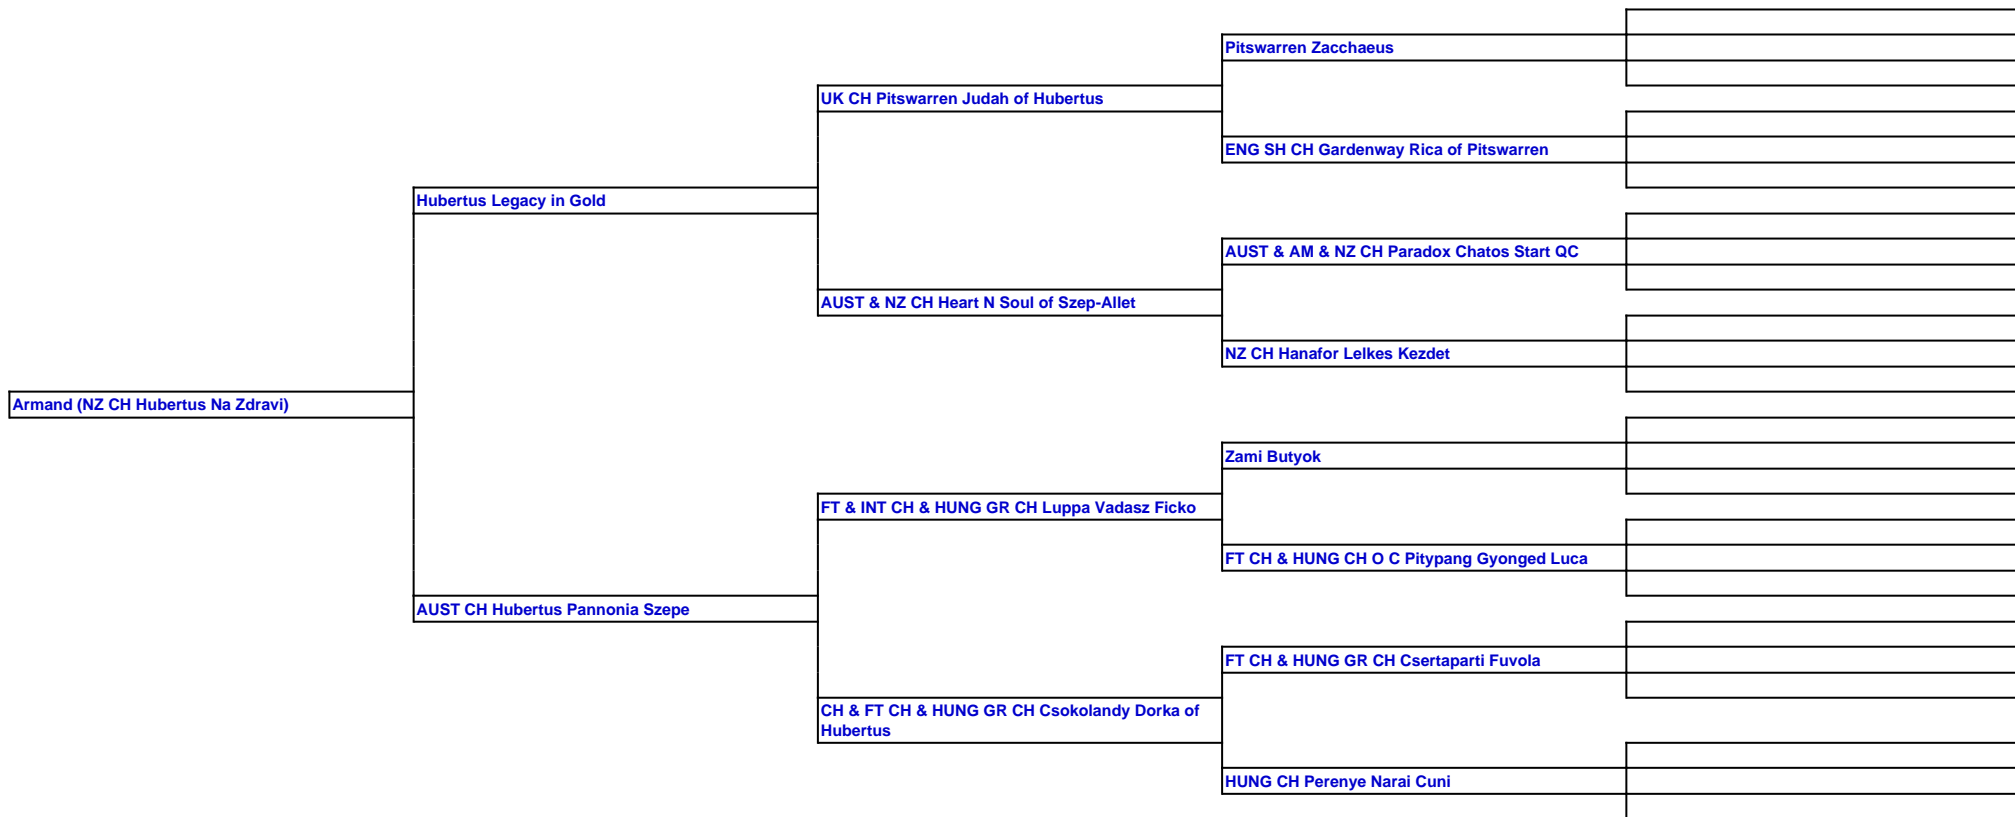 Pitswarren Zacchaeus
UK CH Pitswarren Judah of Hubertus
ENG SH CH Gardenway Rica of Pitswarren
Hubertus Legacy in Gold
AUST & AM & NZ CH Paradox Chatos Start QC
AUST & NZ CH Heart N Soul of Szep-Allet
NZ CH Hanafor Lelkes Kezdet
Armand (NZ CH Hubertus Na Zdravi)
Zami Butyok
FT & INT CH & HUNG GR CH Luppa Vadasz Ficko
FT CH & HUNG CH O C Pitypang Gyonged Luca
AUST CH Hubertus Pannonia Szepe
FT CH & HUNG GR CH Csertaparti Fuvola
CH & FT CH & HUNG GR CH Csokolandy Dorka of
Hubertus
HUNG CH Perenye Narai Cuni